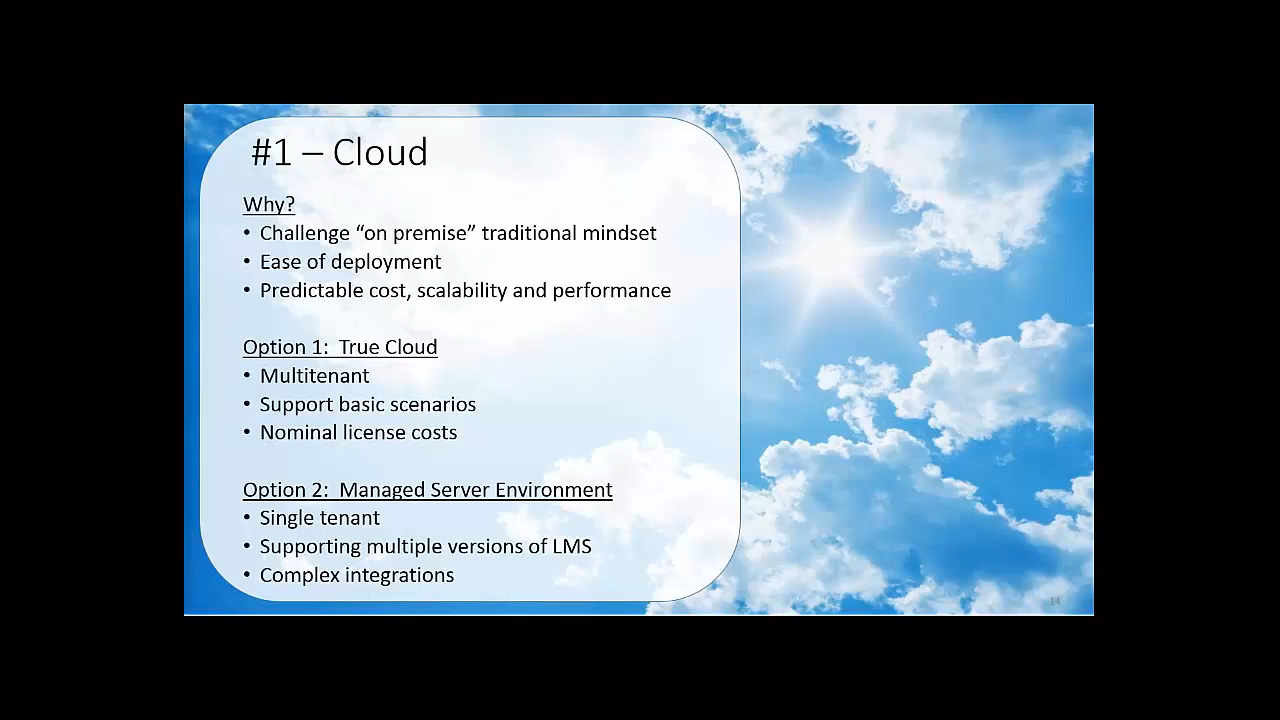 #1 – Cloud
Why?
• Challenge “on premise” traditional mindset
• Ease of deployment
• Predictable cost, scalability and performance
Option 1:  True Cloud
• Multitenant
• Support basic scenarios
• Nominal license costs
Option 2:  Managed Server Environment
• Single tenant
• Supporting multiple versions of LMS
• Complex integrations
14